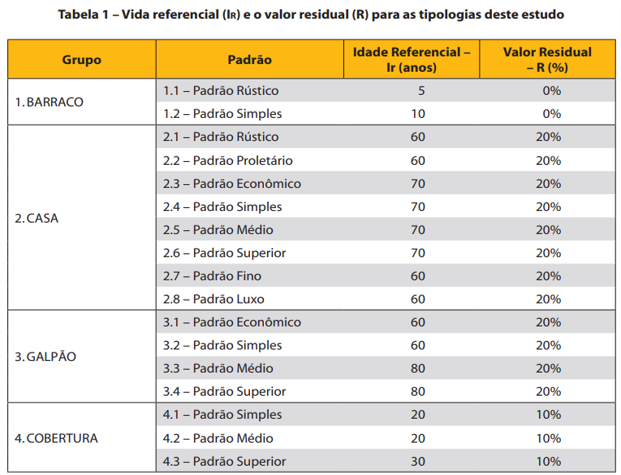 Tabela 1 – Vida referencial (IR) e o valor residual (R) para as tipologias deste estudo
Grupo Padrão Idade Referencial – Ir (anos) Valor Residual – R (%)
1. BARRACO
1.1 – Padrão Rústico 5 0%
1.2 – Padrão Simples 10 0%
2. CASA
2.1 – Padrão Rústico 60 20%
2.2 – Padrão Proletário 60 20%
2.3 – Padrão Econômico 70 20%
2.4 – Padrão Simples 70 20%
2.5 – Padrão Médio 70 20%
2.6 – Padrão Superior 70 20%
2.7 – Padrão Fino 60 20%
2.8 – Padrão Luxo 60 20%
3. GALPÃO
3.1 – Padrão Econômico 60 20%
3.2 – Padrão Simples 60 20%
3.3 – Padrão Médio 80 20%
3.4 – Padrão Superior 80 20%
4. COBERTURA
4.1 – Padrão Simples 20 10%
4.2 – Padrão Médio 20 10%
4.3 – Padrão Superior 30 10%